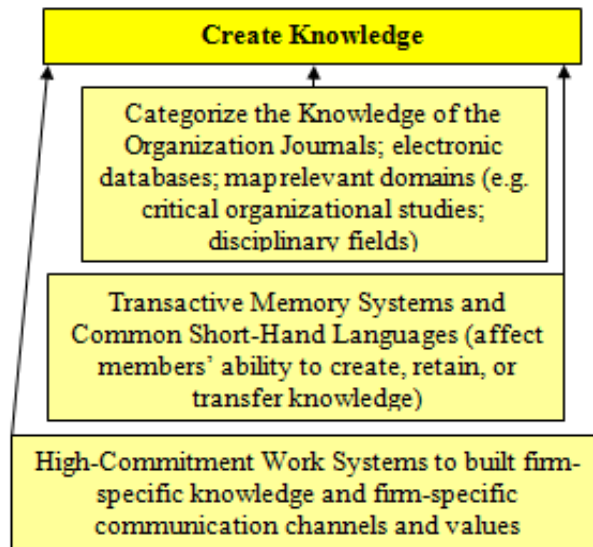 Create Knowledge
Categorize the Knowledge of the
Organization Journals; electronic
databases; map relevant domains (e.g.
critical organizational studies;
disciplinary fields)
Transactive Memory Systems and
Common Short-Hand Languages (affect
members' ability to create, retain, or
transfer knowledge)
High-Commitment Work Systems to built firm-
specific knowledge and firm-specific
communication channels and values